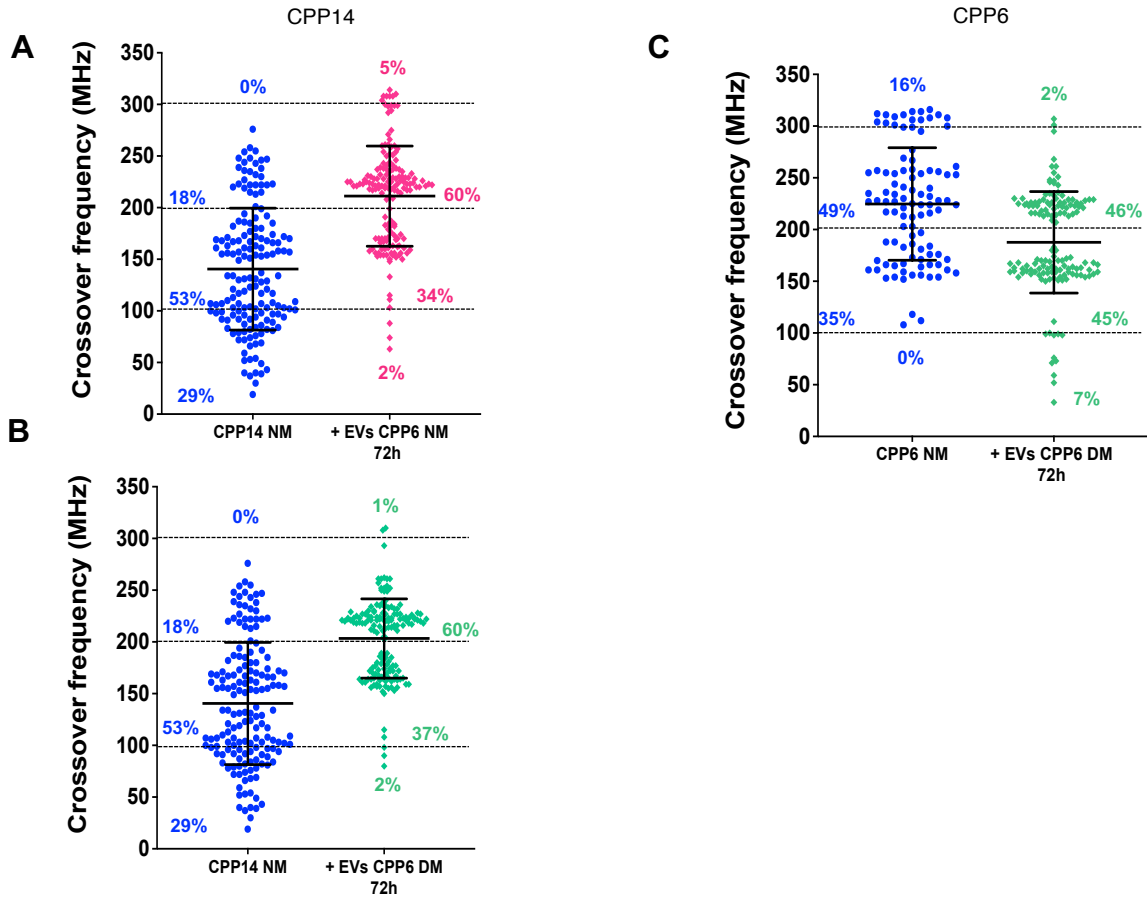 CPP14
A
Crossover frequency (MHz)
350
300
250
200
150
100
50
0
0%
18%
53%
29%
5%
60%
34%
2%
CPP14 NM
+ EVs CPP6 NM
72h
B
Crossover frequency (MHz)
350
300
250
200
150
100
50
0
0%
18%
53%
29%
1%
60%
37%
2%
CPP14 NM
+ EVs CPP6 DM
72h
CPP6
C
Crossover frequency (MHz)
350
300
250
200
150
100
50
0
16%
49%
35%
0%
2%
46%
45%
7%
CPP6 NM
+ EVs CPP6 DM
72h